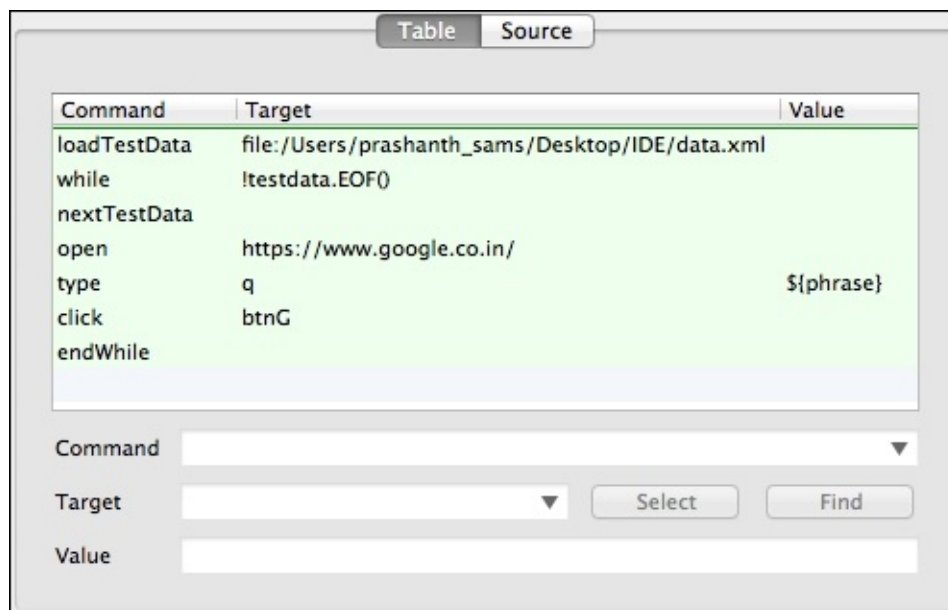 Table Source
Command Target Value
loadTestData file:/Users/prashanth_sams/Desktop/IDE/data.xml
while !testdata.EOF()
nextTestData
open https://www.google.co.in/
type q ${phrase}
click btnG
endWhile
Command
Target Select Find
Value